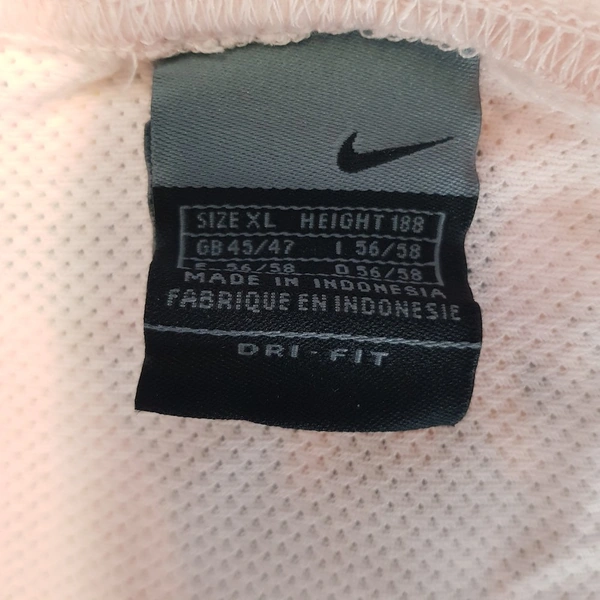 SIZE XL HEIGHT 188
GB 45/47 I 56/58
56/58 D 56/58
MADE IN INDONESIA
FABRIQUE EN INDONESIE
DRI-FIT